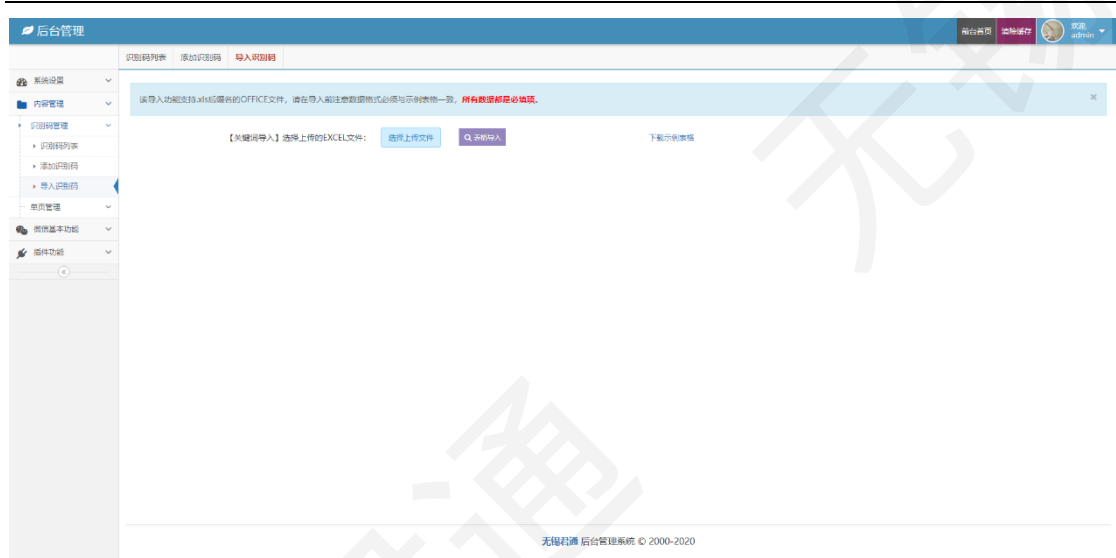 后台管理
前台首页 清除缓存 欢迎,
admin
识别码列表 添加识别码 导入识别码
系统设置
内容管理
识别码管理
识别码列表
添加识别码
导入识别码
单页管理
微信基本功能
插件功能
该导入功能支持.xls后缀名的OFFICE文件，请在导入前注意数据格式必须与示例表格一致，所有数据都是必填项。
【关键词导入】选择上传的EXCEL文件： 选择上传文件 表格导入 下载示例表格
无锡君通 后台管理系统 © 2000-2020
无锡
君通